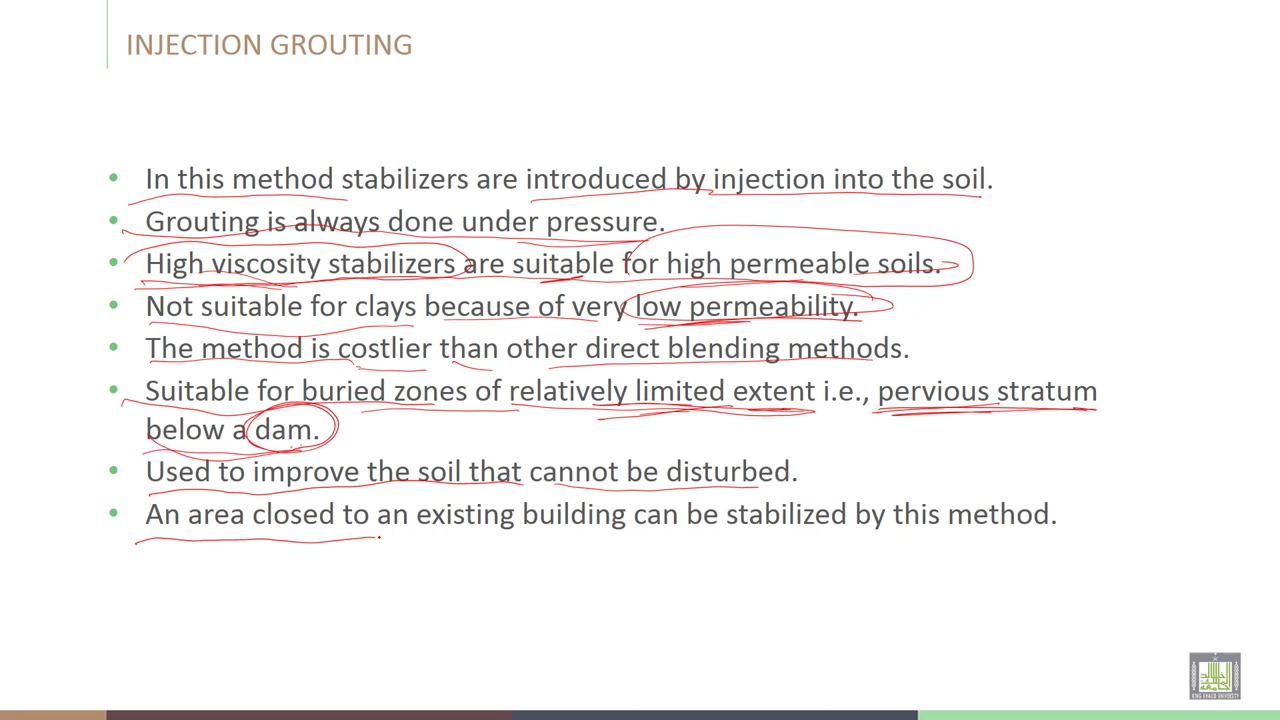 INJECTION GROUTING
• In this method stabilizers are introduced by injection into the soil.
• Grouting is always done under pressure.
• High viscosity stabilizers are suitable for high permeable soils.
• Not suitable for clays because of very low permeability.
• The method is costlier than other direct blending methods.
• Suitable for buried zones of relatively limited extent i.e., pervious stratum
below a dam.
• Used to improve the soil that cannot be disturbed.
• An area closed to an existing building can be stabilized by this method.
KING KHALID UNIVERSITY